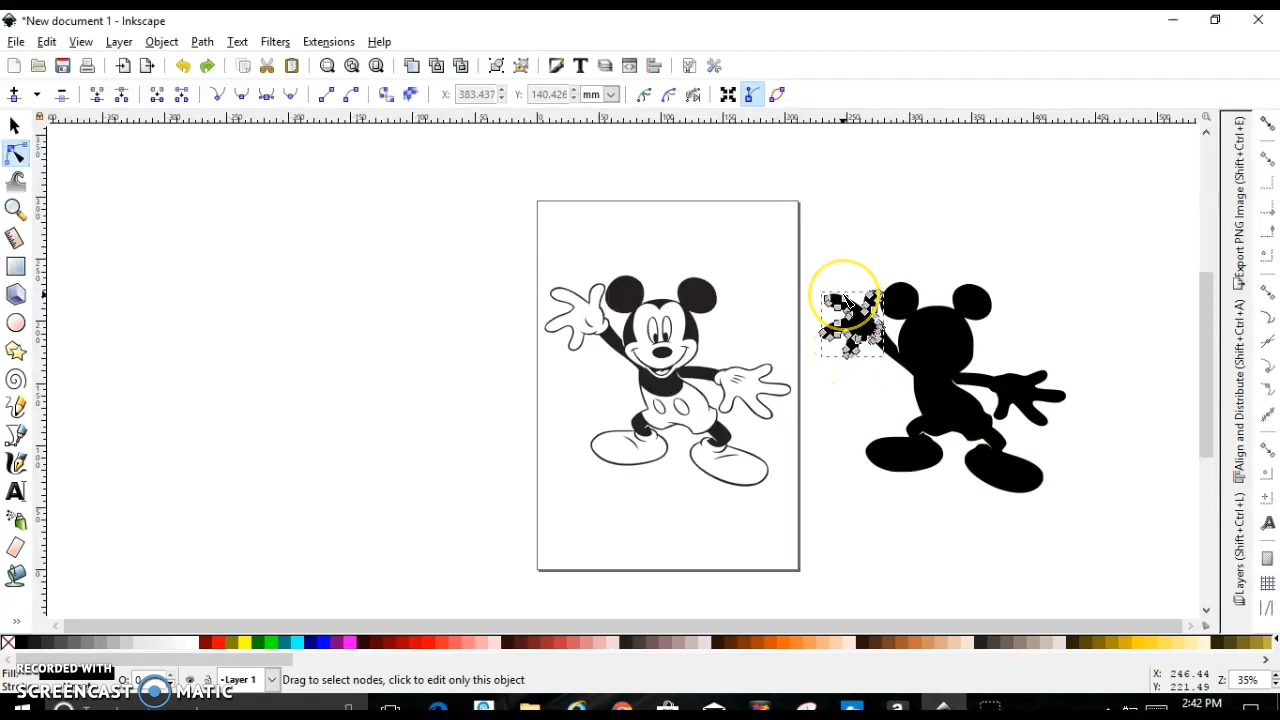 *New document 1 - Inkscape
File Edit View Layer Object Path Text Filters Extensions Help
X: 383.437 Y: 140.426 mm
Export PNG Image (Shift+Ctrl+E)
Align and Distribute (Shift+Ctrl+A)
Layers (Shift+Ctrl+L)
Fill:
O: 0
Layer 1
Drag to select nodes, click to edit only this object
X: 246.44
Y: 221.49
Z: 35%
RECORDED WITH
SCREENCAST MATIC
2:42 PM